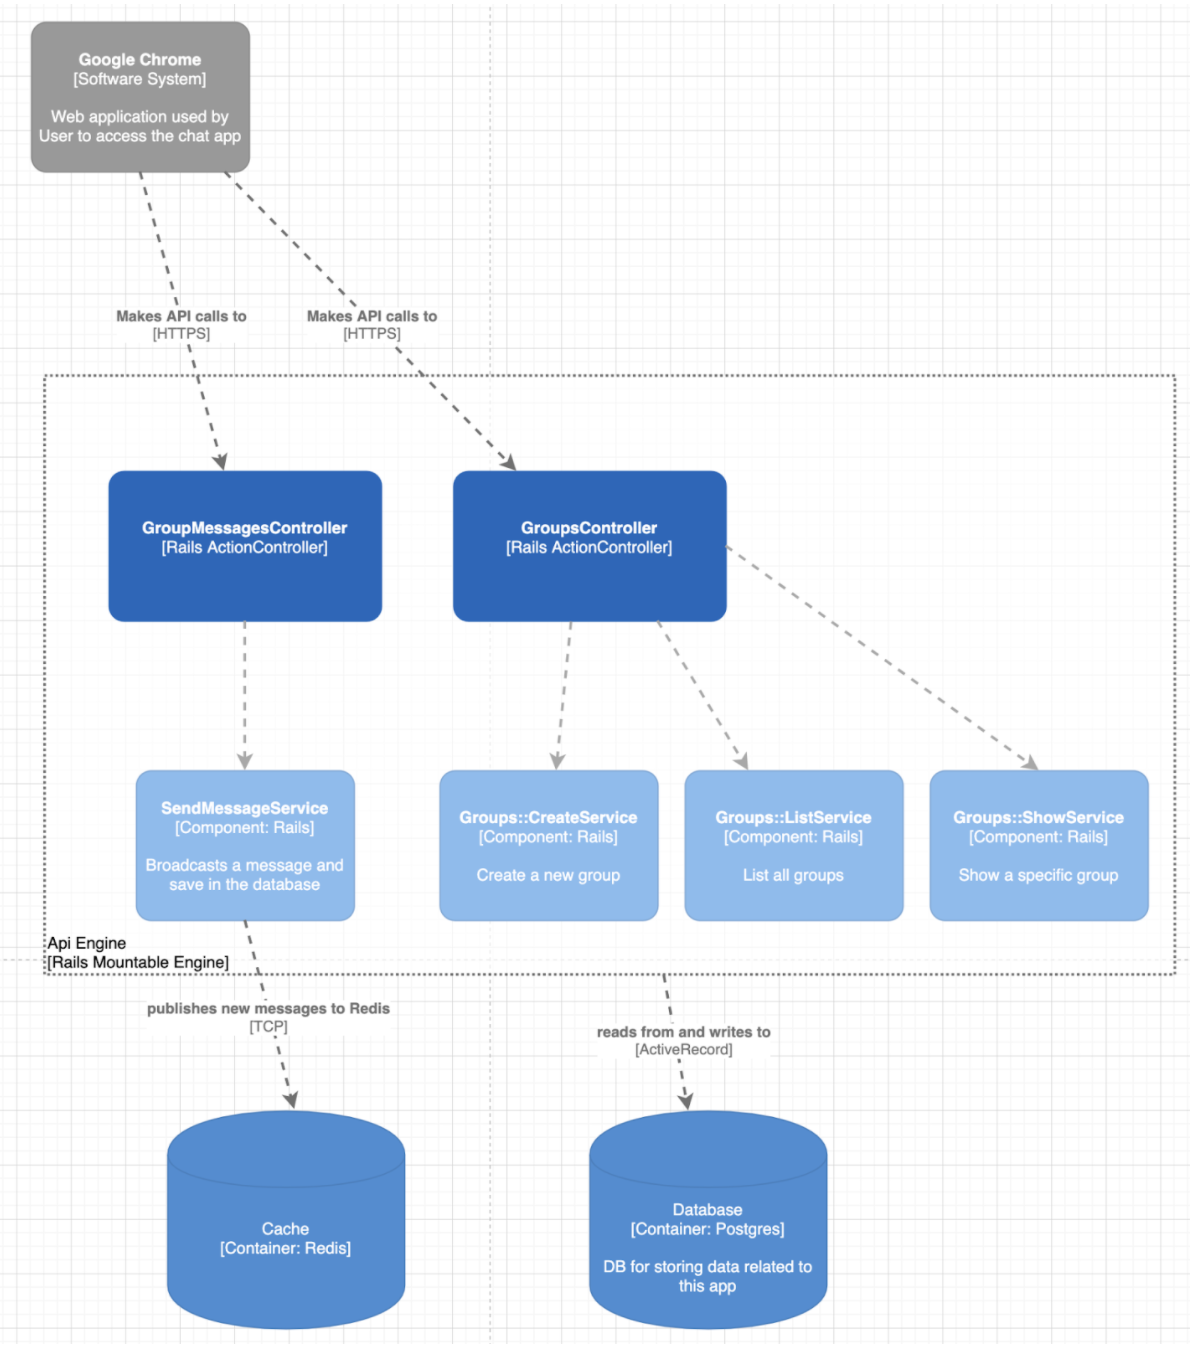 Google Chrome
[Software System]
Web application used by
User to access the chat app
Makes API calls to
[HTTPS]
Makes API calls to
[HTTPS]
GroupMessagesController
[Rails ActionController]
GroupsController
[Rails ActionController]
SendMessageService
[Component: Rails]
Broadcasts a message and
save in the database
Groups::CreateService
[Component: Rails]
Create a new group
Groups::ListService
[Component: Rails]
List all groups
Groups::ShowService
[Component: Rails]
Show a specific group
Api Engine
[Rails Mountable Engine]
publishes new messages to Redis
[TCP]
reads from and writes to
[ActiveRecord]
Cache
[Container: Redis]
Database
[Container: Postgres]
DB for storing data related to
this app